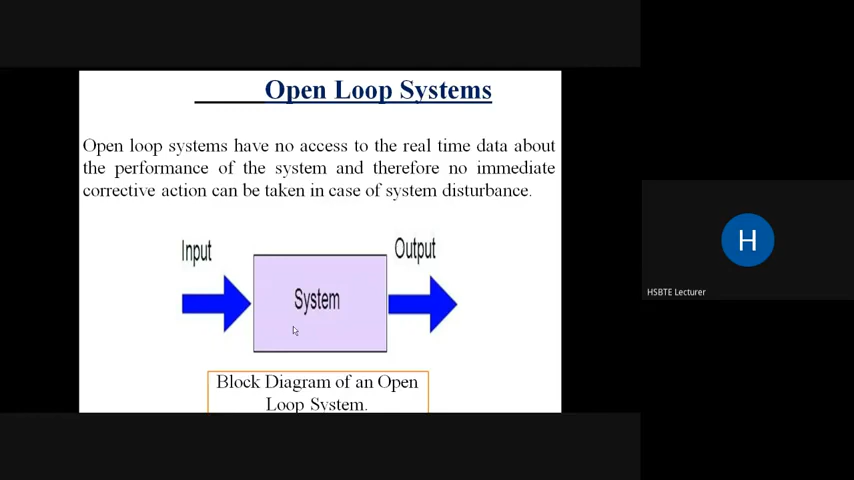 Open Loop Systems
Open loop systems have no access to the real time data about
the performance of the system and therefore no immediate
corrective action can be taken in case of system disturbance.
Input
Output
System
H
HSBTE Lecturer
Block Diagram of an Open
Loop System.